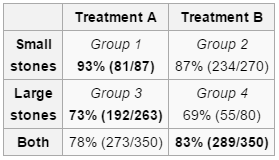 Treatment A Treatment B
Small Group 1 Group 2
stones 93% (81/87) 87% (234/270)
Large Group 3 Group 4
stones 73% (192/263) 69% (55/80)
Both 78% (273/350) 83% (289/350)